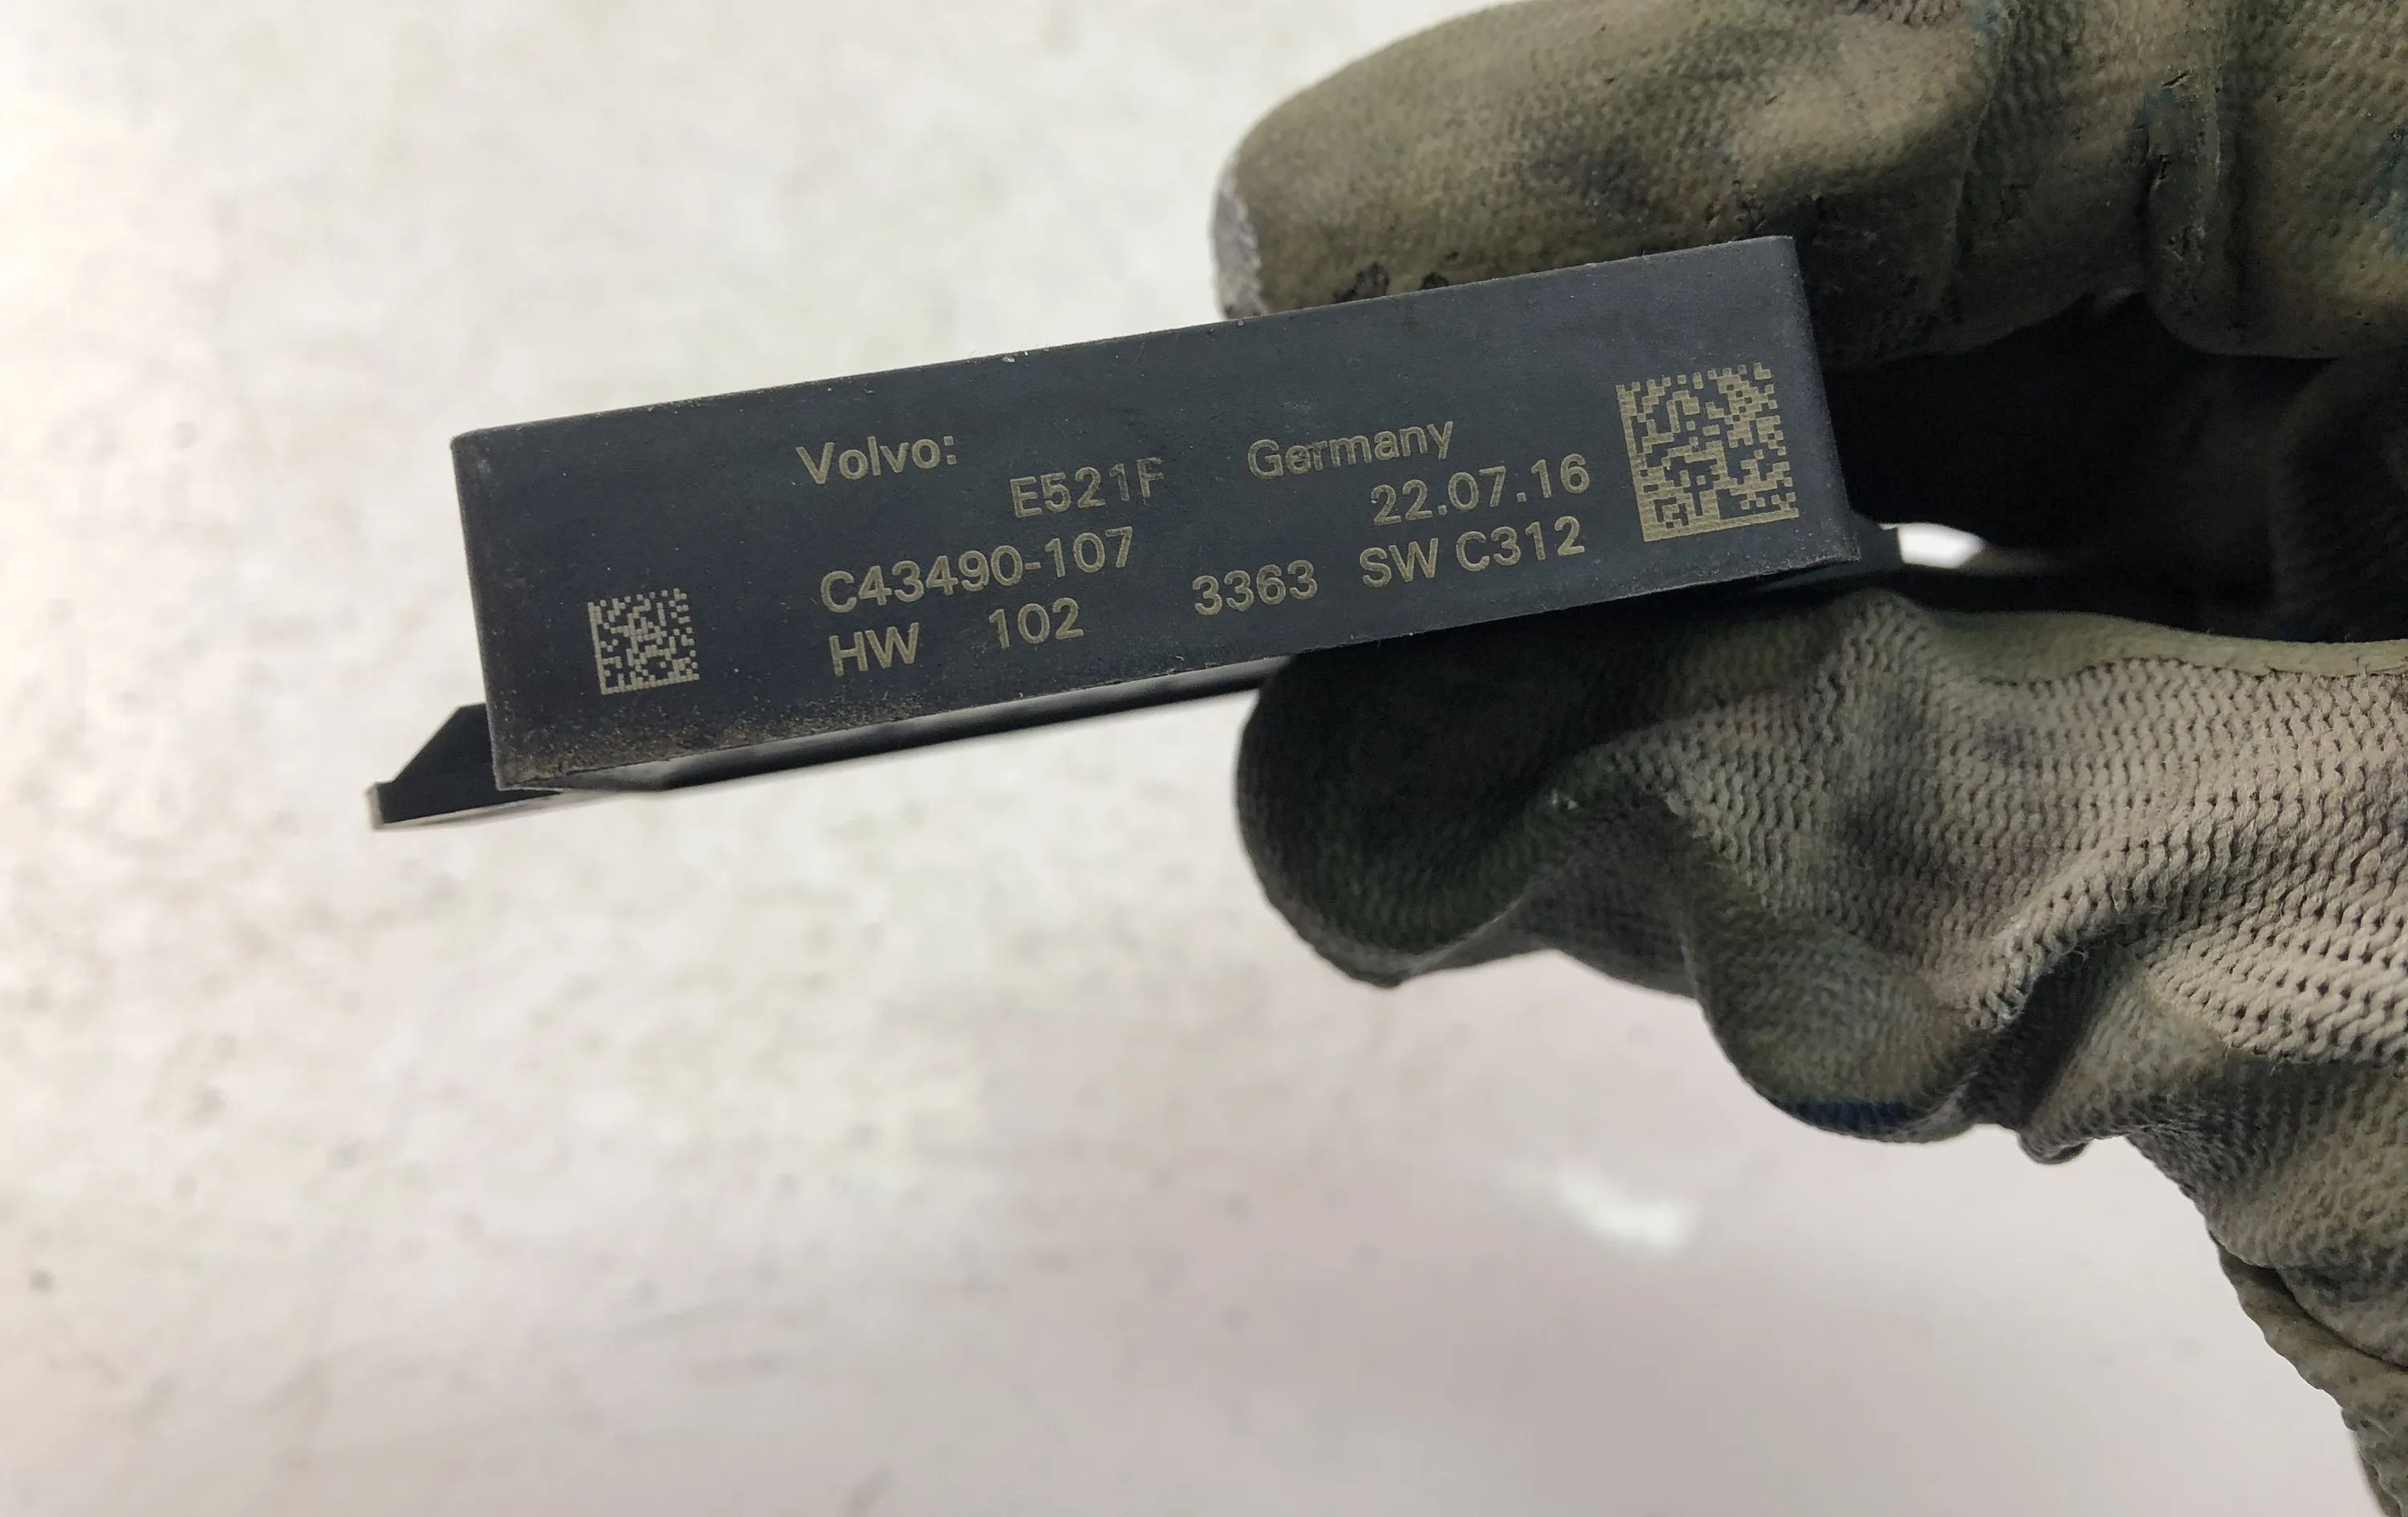 Volvo:
E521F Germany
C43490-107 22.07.16
HW 102 3363 SW C312